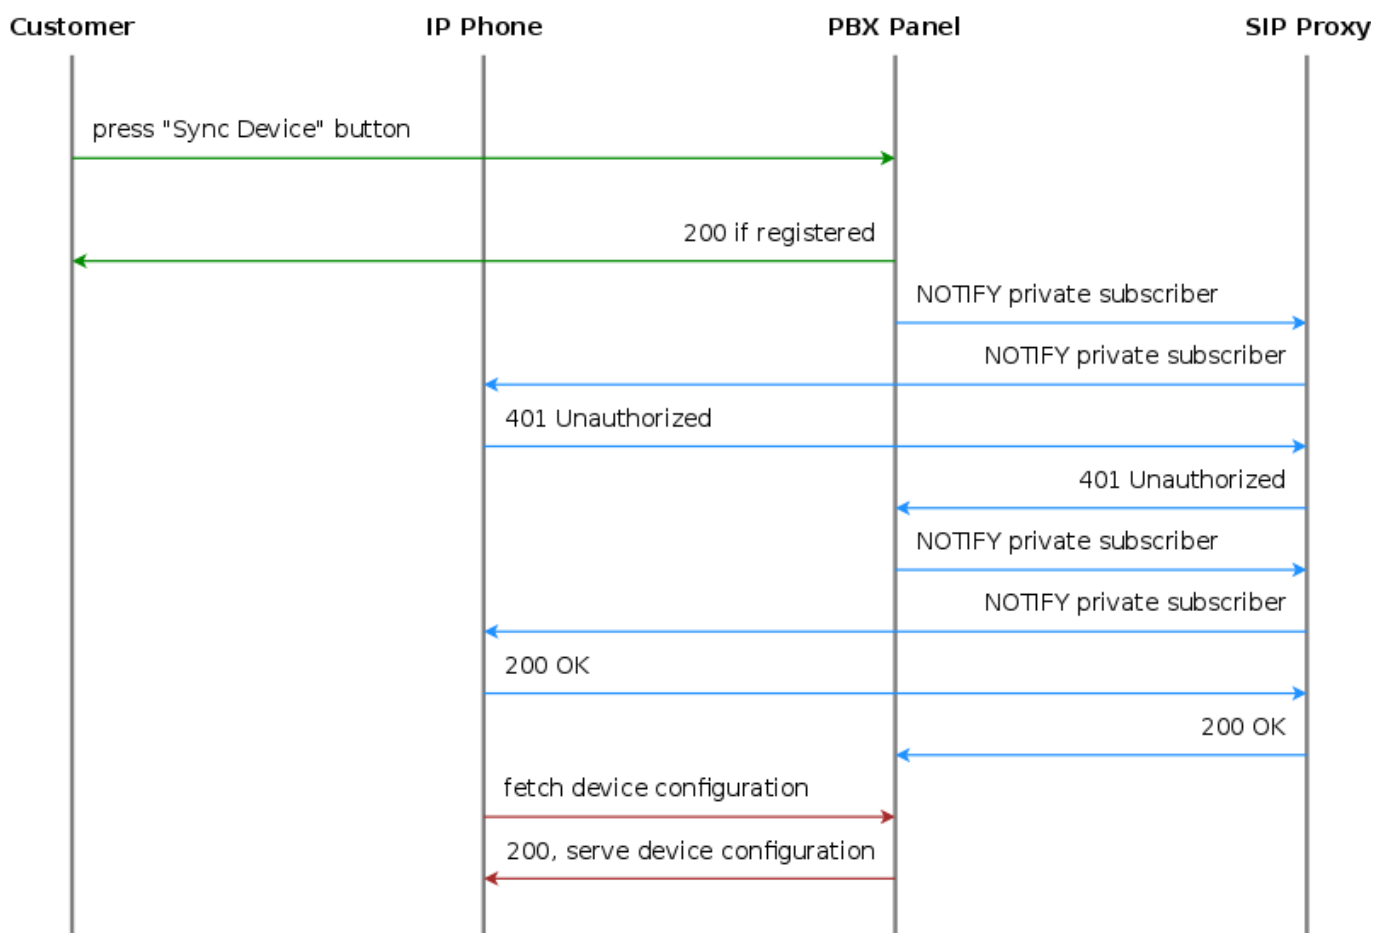 Customer IP Phone PBX Panel SIP Proxy
press "Sync Device" button
200 if registered
NOTIFY private subscriber
NOTIFY private subscriber
401 Unauthorized
401 Unauthorized
NOTIFY private subscriber
NOTIFY private subscriber
200 OK
200 OK
fetch device configuration
200, serve device configuration